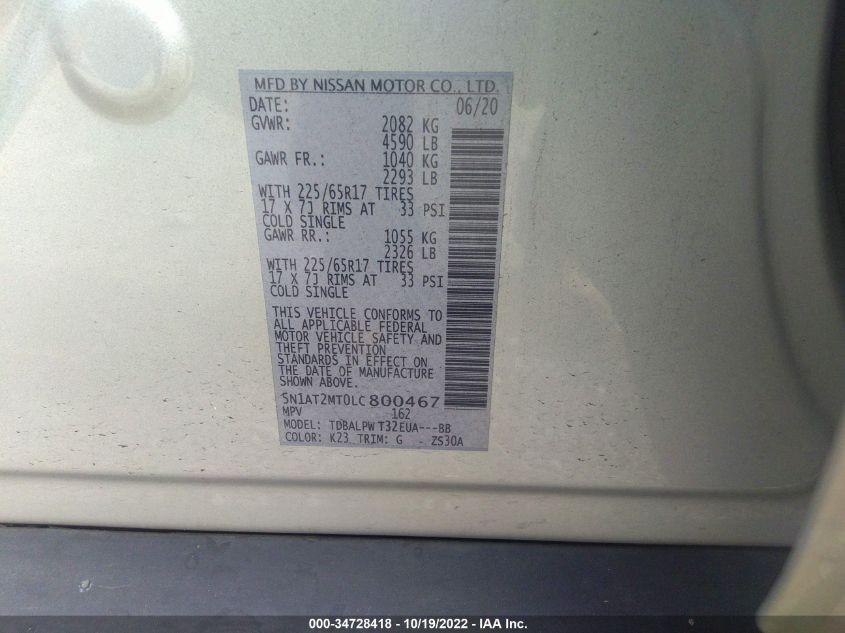 MFD BY NISSAN MOTOR CO., LTD.
DATE: 06/20
GVWR: 2082 KG
4590 LB
GAWR FR.: 1040 KG
2293 LB
WITH 225/65R17 TIRES
17 X 7J RIMS AT 33 PSI
COLD SINGLE
GAWR RR.: 1055 KG
2326 LB
WITH 225/65R17 TIRES
17 X 7J RIMS AT 33 PSI
COLD SINGLE
THIS VEHICLE CONFORMS TO
ALL APPLICABLE FEDERAL
MOTOR VEHICLE SAFETY AND
THEFT PREVENTION
STANDARDS IN EFFECT ON
THE DATE OF MANUFACTURE
SHOWN ABOVE.
5N1AT2MT0LC800467
MPV 162
MODEL: TDBALPW T32EUA---BB
COLOR: K23 TRIM: G - ZS30A
000-34728418 - 10/19/2022 - IAA Inc.